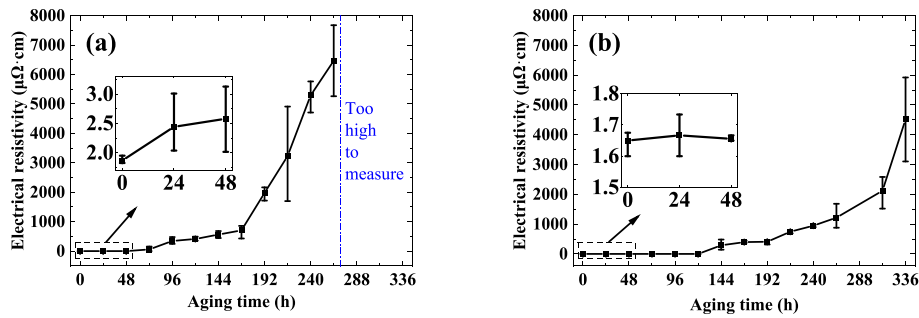 (a)
Electrical resistivity (μΩ·cm)
8000
7000
6000
5000
4000
3000
2000
1000
0
3.0
2.5
2.0
0 24 48
Too
high
to
measure
0 48 96 144 192 240 288 336
Aging time (h)
(b)
Electrical resistivity (μΩ·cm)
8000
7000
6000
5000
4000
3000
2000
1000
0
1.8
1.7
1.6
1.5
0 24 48
0 48 96 144 192 240 288 336
Aging time (h)